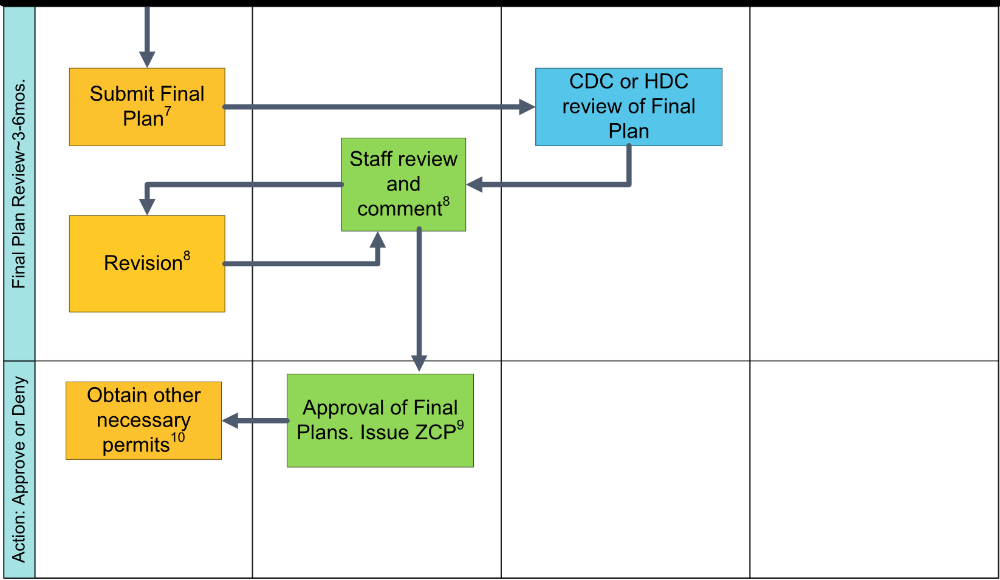 Final Plan Review~3-6mos.
Submit Final
Plan7
CDC or HDC
review of Final
Plan
Staff review
and
comment8
Revision8
Action: Approve or Deny
Obtain other
necessary
permits10
Approval of Final
Plans. Issue ZCP9